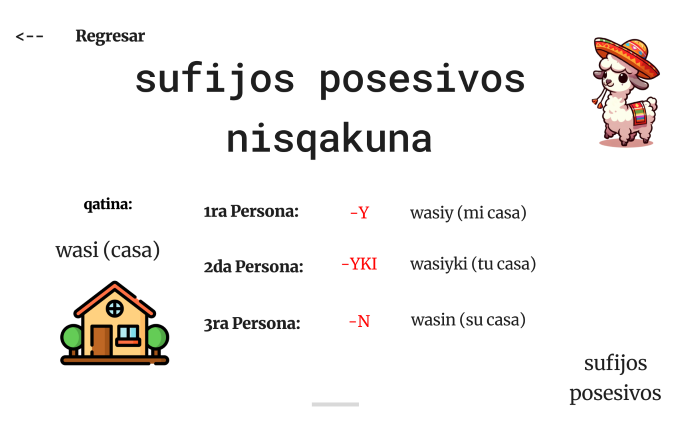 <-- Regresar
sufijos posesivos
nisqakuna
qatina:
wasi (casa)
1ra Persona: -Y wasiy (mi casa)
2da Persona: -YKI wasiyki (tu casa)
3ra Persona: -N wasin (su casa)
sufijos
posesivos